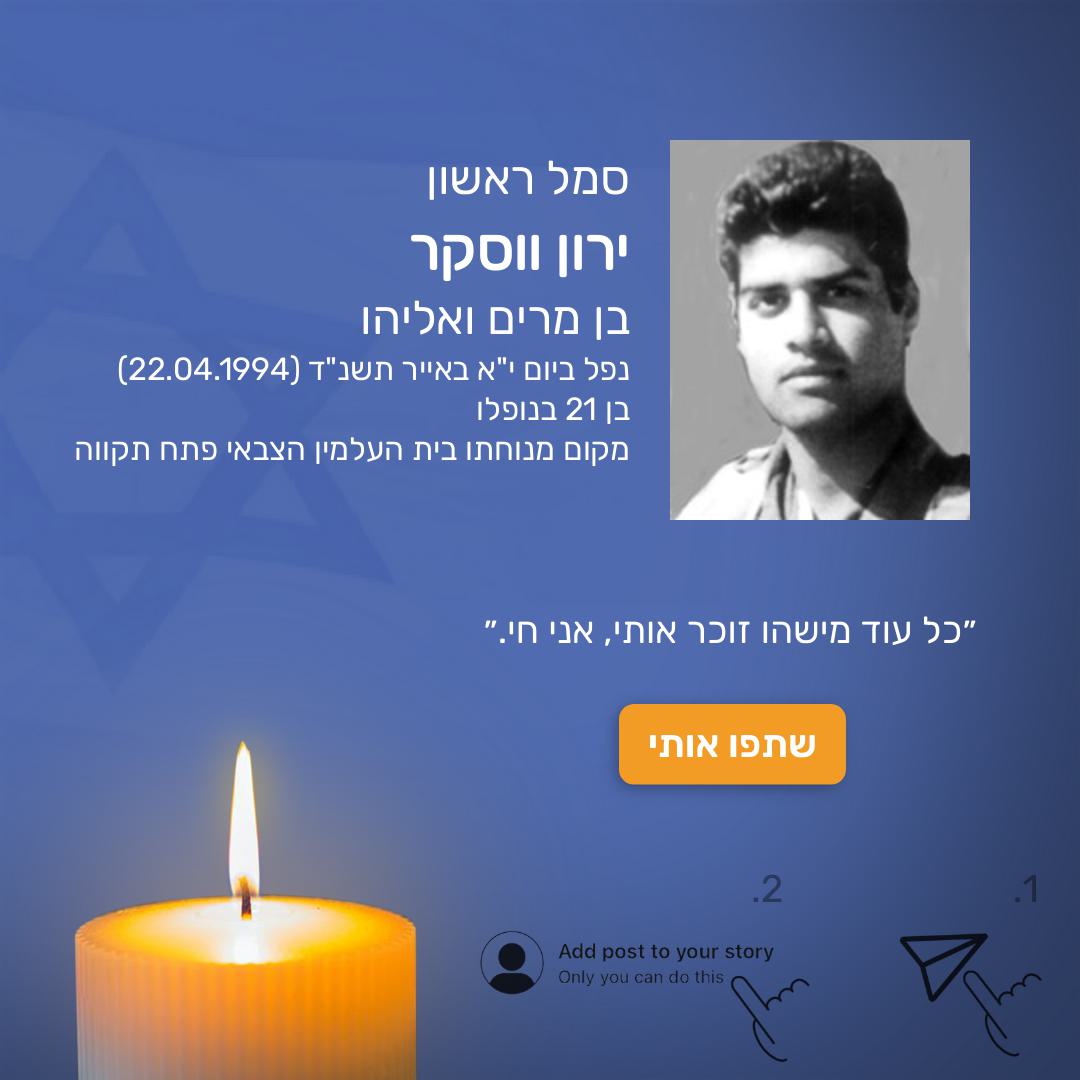 סמל ראשון
ירון ווסקר
בן מרים ואליהו
נפל ביום י"א באייר תשנ"ד (22.04.1994)
בן 21 בנופלו
מקום מנוחתו בית העלמין הצבאי פתח תקווה
״כל עוד מישהו זוכר אותי, אני חי.״
שתפו אותי
1.
2.
Add post to your story
Only you can do this